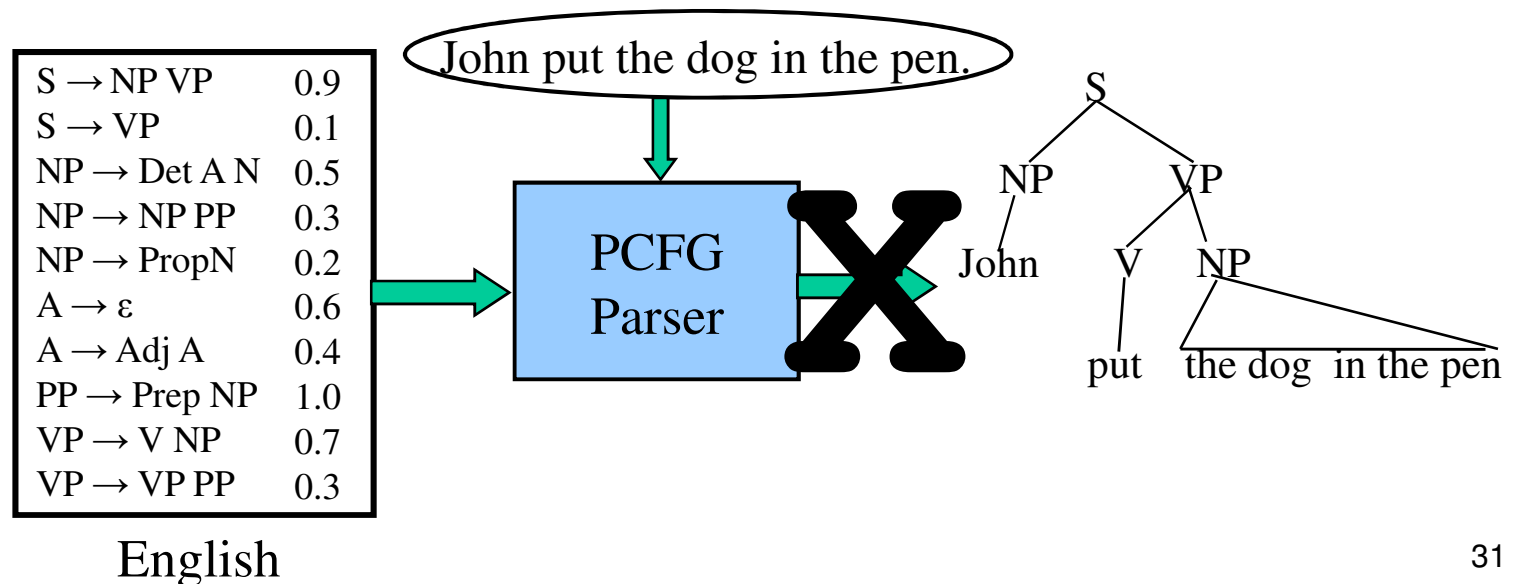 John put the dog in the pen.
S → NP VP 0.9
S → VP 0.1
NP → Det A N 0.5
NP → NP PP 0.3
NP → PropN 0.2
A → ε 0.6
A → Adj A 0.4
PP → Prep NP 1.0
VP → V NP 0.7
VP → VP PP 0.3
English
PCFG
Parser
X
S
NP VP
John V NP
put the dog in the pen
31